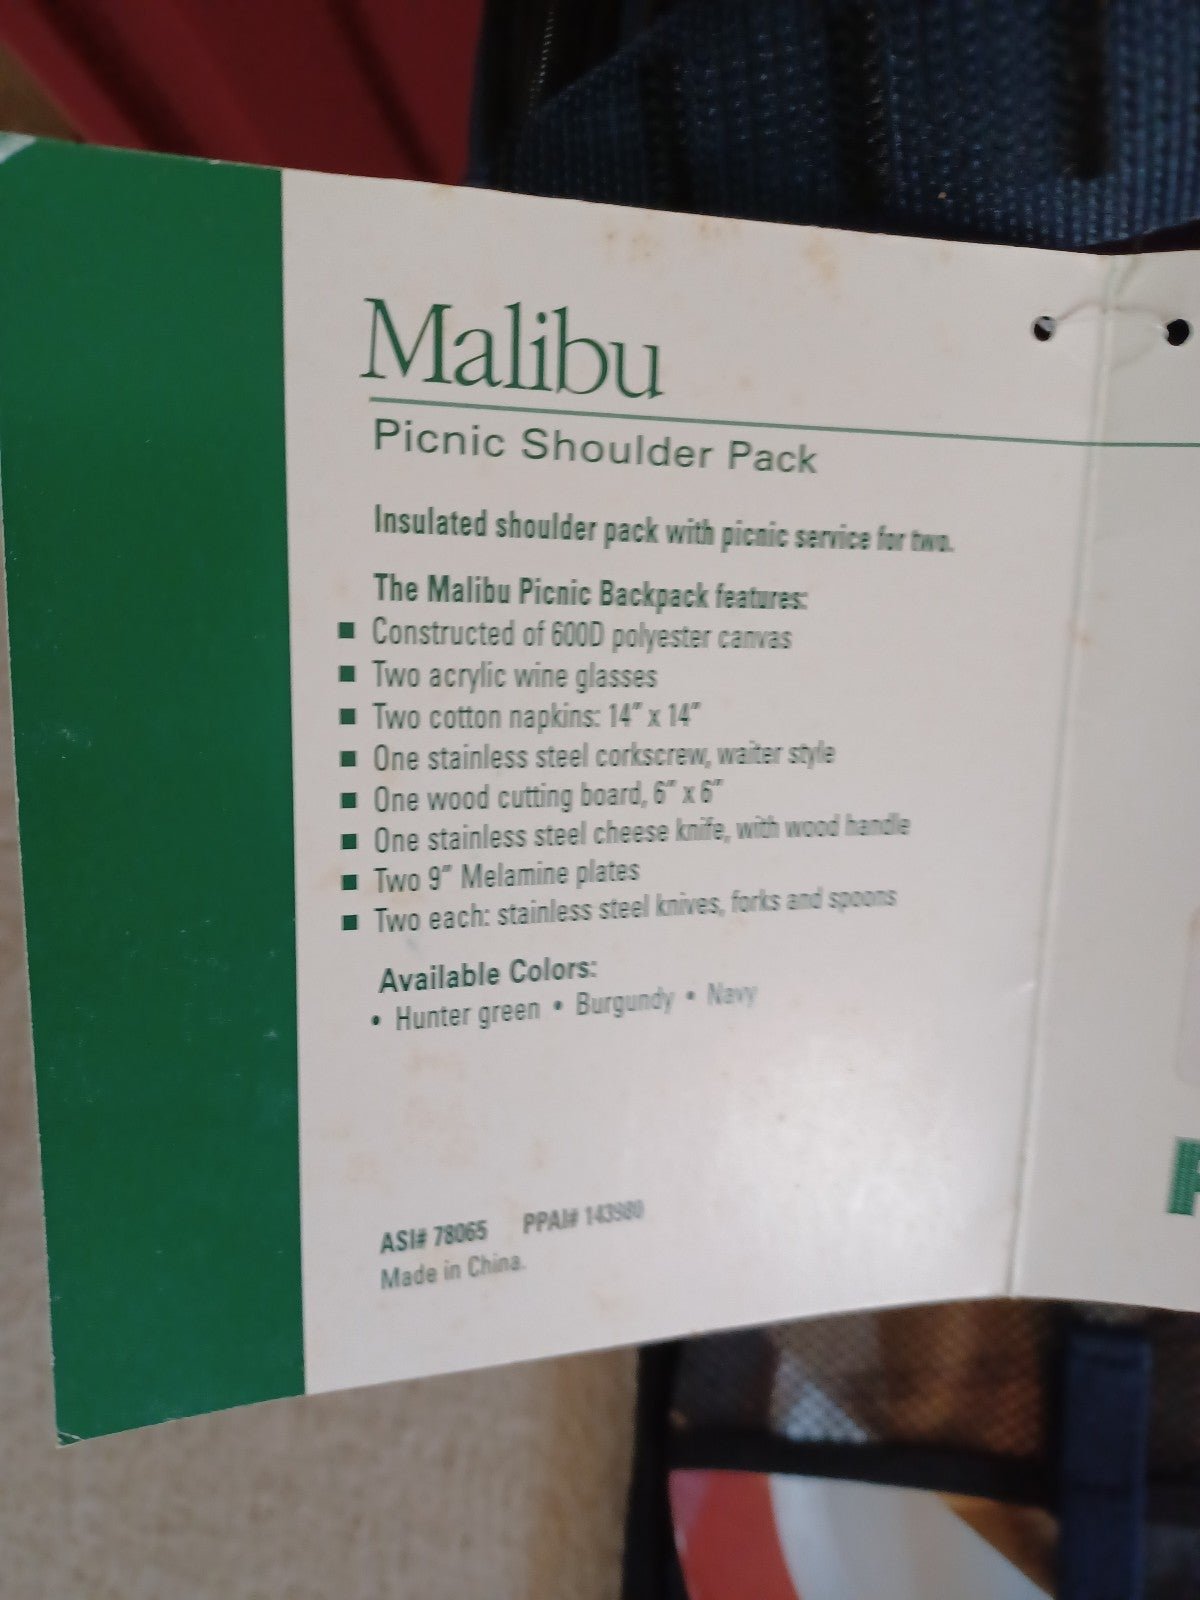 Malibu
Picnic Shoulder Pack
Insulated shoulder pack with picnic service for two.
The Malibu Picnic Backpack features:
■ Constructed of 600D polyester canvas
■ Two acrylic wine glasses
■ Two cotton napkins: 14" x 14"
■ One stainless steel corkscrew, waiter style
■ One wood cutting board, 6" x 6"
■ One stainless steel cheese knife, with wood handle
■ Two 9" Melamine plates
■ Two each: stainless steel knives, forks and spoons
Available Colors:
• Hunter green • Burgundy • Navy
ASI# 78065 PPAI# 143980
Made in China.